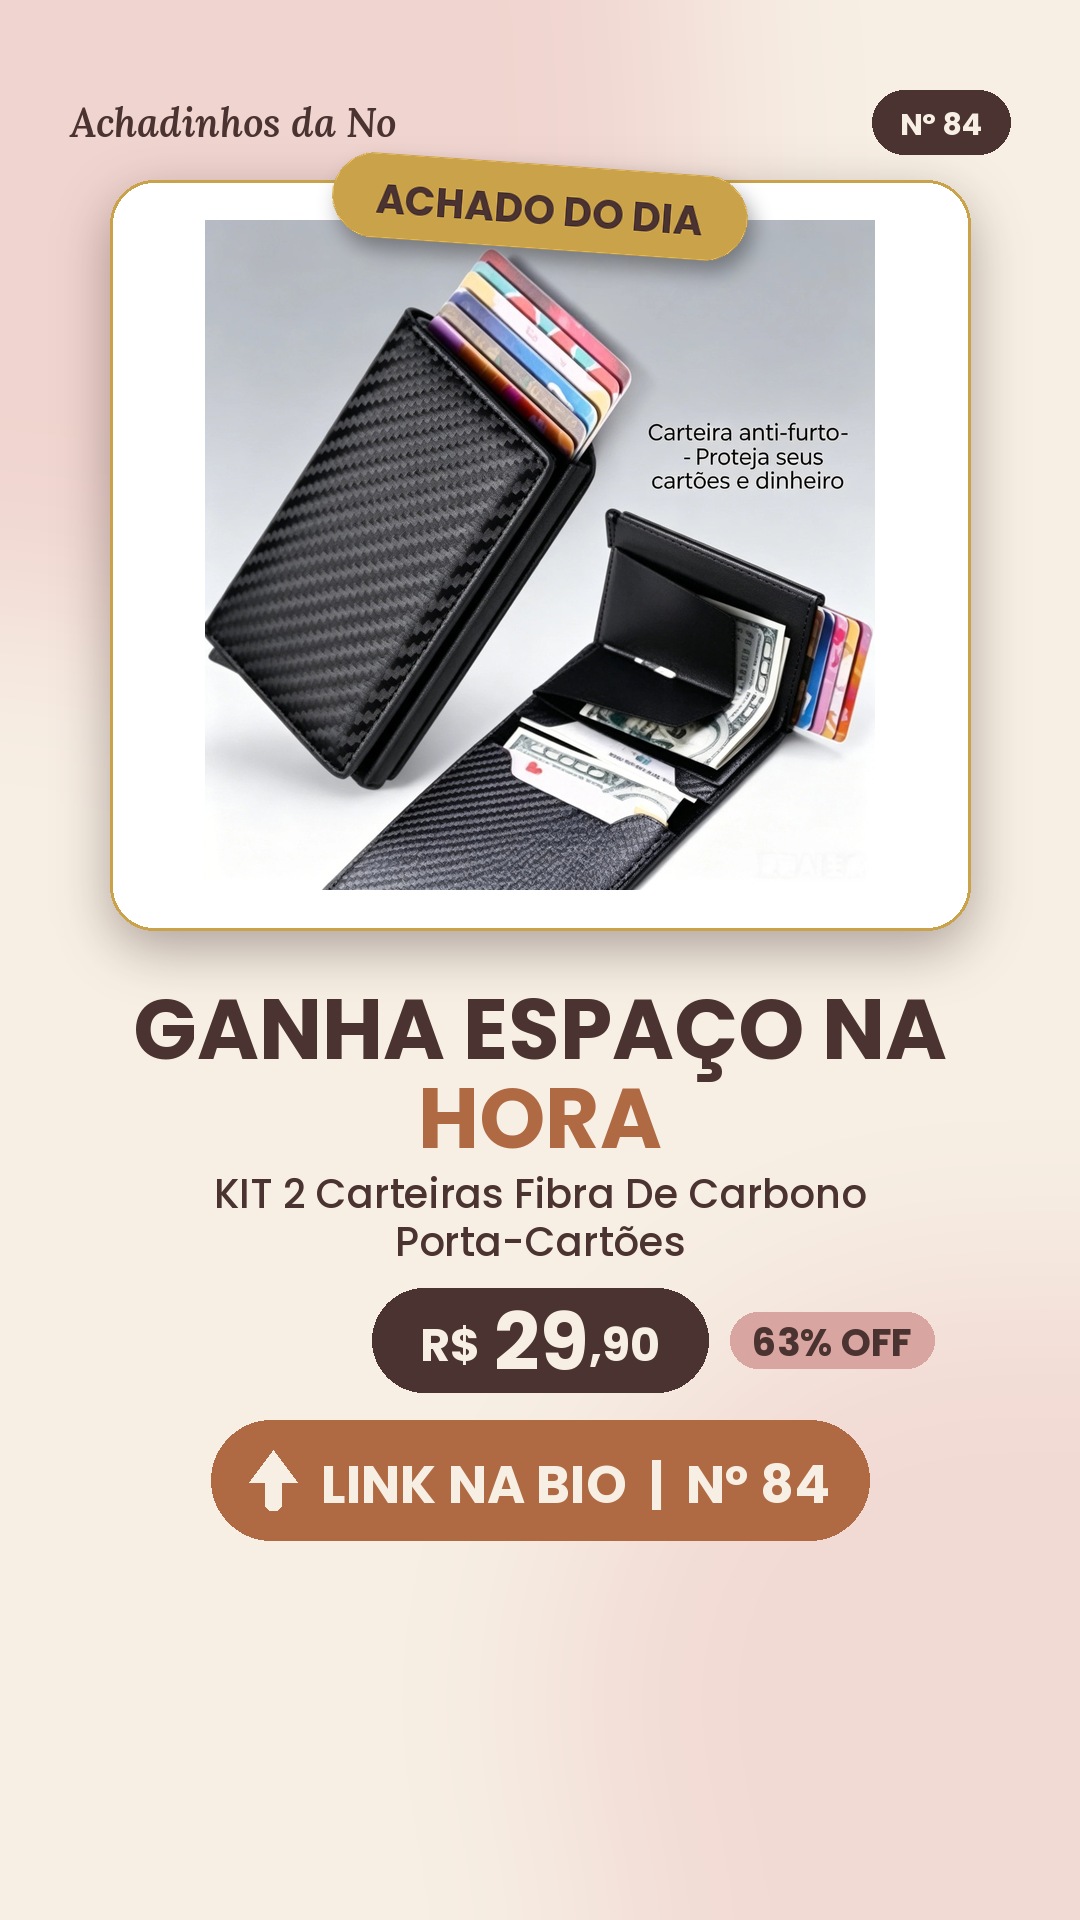 Achadinhos da No
Nº 84
ACHADO DO DIA
Carteira anti-furto-
- Proteja seus
cartões e dinheiro
GANHA ESPAÇO NA
HORA
KIT 2 Carteiras Fibra De Carbono
Porta-Cartões
R$ 29,90
63% OFF
LINK NA BIO | Nº 84